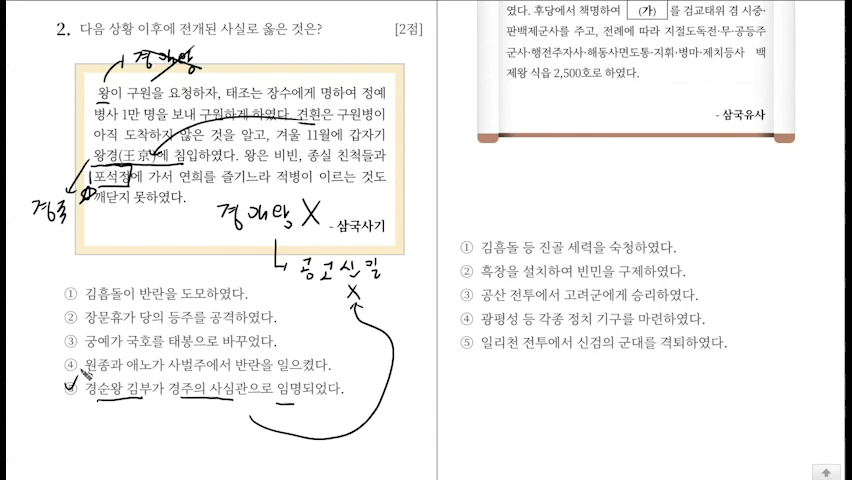 2. 다음 상황 이후에 전개된 사실로 옳은 것은? [2점]
경애왕
왕이 구원을 요청하자, 태조는 장수에게 명하여 정예
병사 1만 명을 보내 구원하게 하였다. 견훤은 구원병이
아직 도착하지 않은 것을 알고, 겨울 11월에 갑자기
왕경(王京)에 침입하였다. 왕은 비빈, 종실 친척들과
포석정에 가서 연희를 즐기느라 적병이 이르는 것도
깨닫지 못하였다.
경주
경애왕 X
- 삼국사기
공고신
X
① 김흠돌이 반란을 도모하였다.
② 장문휴가 당의 등주를 공격하였다.
③ 궁예가 국호를 태봉으로 바꾸었다.
④ 원종과 애노가 사벌주에서 반란을 일으켰다.
⑤ 경순왕 김부가 경주의 사심관으로 임명되었다.
였다. 후당에서 책명하여 (가) 를 검교태위 겸 시중·
판백제군사를 주고, 전례에 따라 지절도독전·무·공등주
군사·행전주자사·해동사면도통·지휘·병마·제치등사 백
제왕 식읍 2,500호로 하였다.
- 삼국유사
① 김흠돌 등 진골 세력을 숙청하였다.
② 흑창을 설치하여 빈민을 구제하였다.
③ 공산 전투에서 고려군에게 승리하였다.
④ 광평성 등 각종 정치 기구를 마련하였다.
⑤ 일리천 전투에서 신검의 군대를 격퇴하였다.